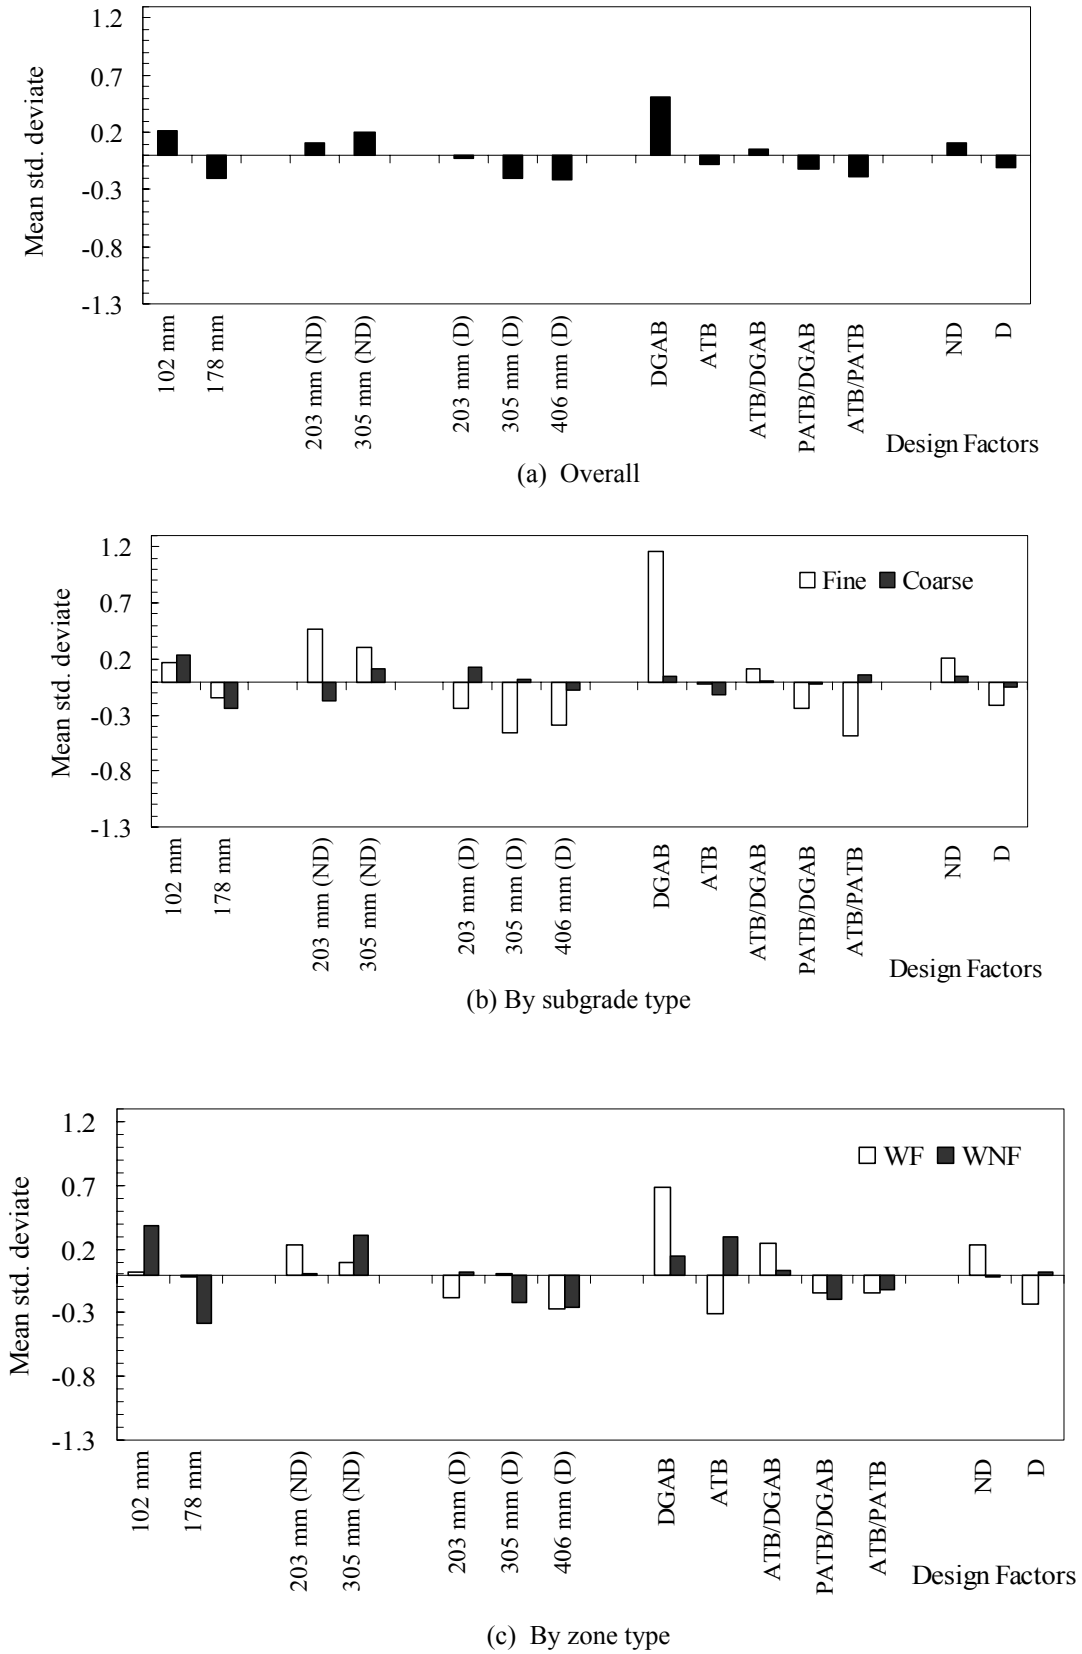 Mean std. deviate
1.2
0.7
0.2
-0.3
-0.8
-1.3
102 mm
178 mm
203 mm (ND)
305 mm (ND)
203 mm (D)
305 mm (D)
406 mm (D)
DGAB
ATB
ATB/DGAB
PATB/DGAB
ATB/PATB
ND
D
Design Factors
(a) Overall
Mean std. deviate
1.2
0.7
0.2
-0.3
-0.8
-1.3
Fine Coarse
102 mm
178 mm
203 mm (ND)
305 mm (ND)
203 mm (D)
305 mm (D)
406 mm (D)
DGAB
ATB
ATB/DGAB
PATB/DGAB
ATB/PATB
ND
D
Design Factors
(b) By subgrade type
Mean std. deviate
1.2
0.7
0.2
-0.3
-0.8
-1.3
WF WNF
102 mm
178 mm
203 mm (ND)
305 mm (ND)
203 mm (D)
305 mm (D)
406 mm (D)
DGAB
ATB
ATB/DGAB
PATB/DGAB
ATB/PATB
ND
D
Design Factors
(c) By zone type